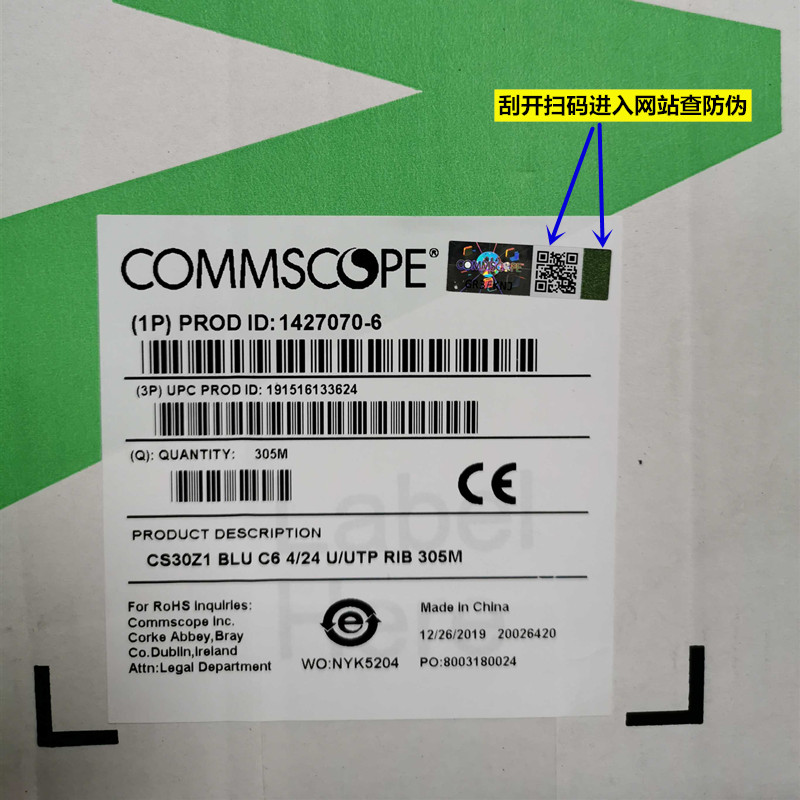 刮开扫码进入网站查防伪
COMMSCOPE®
COMMSCOPE
(1P) PROD ID: 1427070-6
(3P) UPC PROD ID: 191516133624
(Q): QUANTITY: 305M
CE
Label
Here
PRODUCT DESCRIPTION
CS30Z1 BLU C6 4/24 U/UTP RIB 305M
For RoHS Inquiries:
Commscope Inc.
Corke Abbey,Bray
Co.Dublin,Ireland
Attn:Legal Department
e
WO:NYK5204
Made in China
12/26/2019 20026420
PO:8003180024